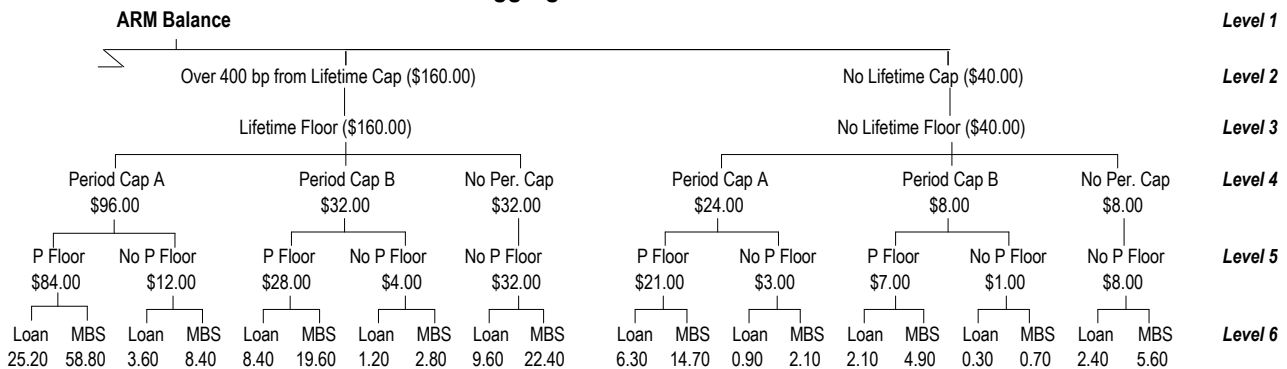 ARM Balance Level 1
Over 400 bp from Lifetime Cap ($160.00) No Lifetime Cap ($40.00) Level 2
Lifetime Floor ($160.00) No Lifetime Floor ($40.00) Level 3
Period Cap A Period Cap B No Per. Cap Period Cap A Period Cap B No Per. Cap Level 4
$96.00 $32.00 $32.00 $24.00 $8.00 $8.00
P Floor No P Floor P Floor No P Floor No P Floor P Floor No P Floor P Floor No P Floor No P Floor Level 5
$84.00 $12.00 $28.00 $4.00 $32.00 $21.00 $3.00 $7.00 $1.00 $8.00
Loan MBS Loan MBS Loan MBS Loan MBS Loan MBS Loan MBS Loan MBS Loan MBS Loan MBS Loan MBS Level 6
25.20 58.80 3.60 8.40 8.40 19.60 1.20 2.80 9.60 22.40 6.30 14.70 0.90 2.10 2.10 4.90 0.30 0.70 2.40 5.60